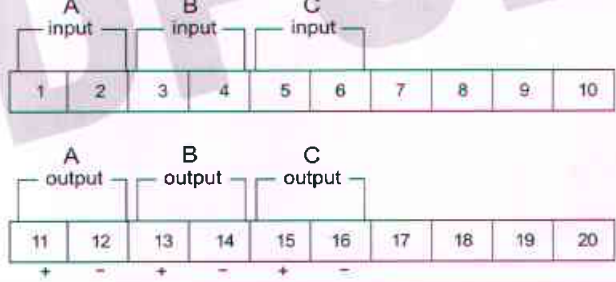 A B C
input input input
1 2 3 4 5 6 7 8 9 10
A B C
output output output
11 12 13 14 15 16 17 18 19 20
+ - + - + -